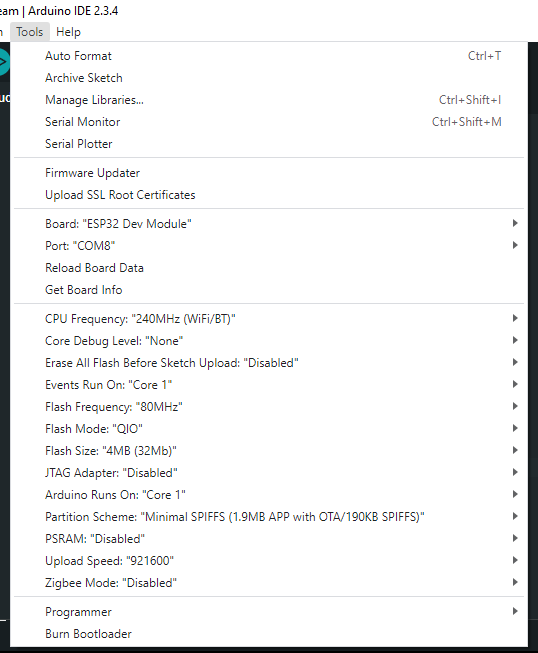 eam | Arduino IDE 2.3.4
Tools Help
Auto Format Ctrl+T
Archive Sketch
Manage Libraries... Ctrl+Shift+I
Serial Monitor Ctrl+Shift+M
Serial Plotter
Firmware Updater
Upload SSL Root Certificates
Board: "ESP32 Dev Module"
Port: "COM8"
Reload Board Data
Get Board Info
CPU Frequency: "240MHz (WiFi/BT)"
Core Debug Level: "None"
Erase All Flash Before Sketch Upload: "Disabled"
Events Run On: "Core 1"
Flash Frequency: "80MHz"
Flash Mode: "QIO"
Flash Size: "4MB (32Mb)"
JTAG Adapter: "Disabled"
Arduino Runs On: "Core 1"
Partition Scheme: "Minimal SPIFFS (1.9MB APP with OTA/190KB SPIFFS)"
PSRAM: "Disabled"
Upload Speed: "921600"
Zigbee Mode: "Disabled"
Programmer
Burn Bootloader